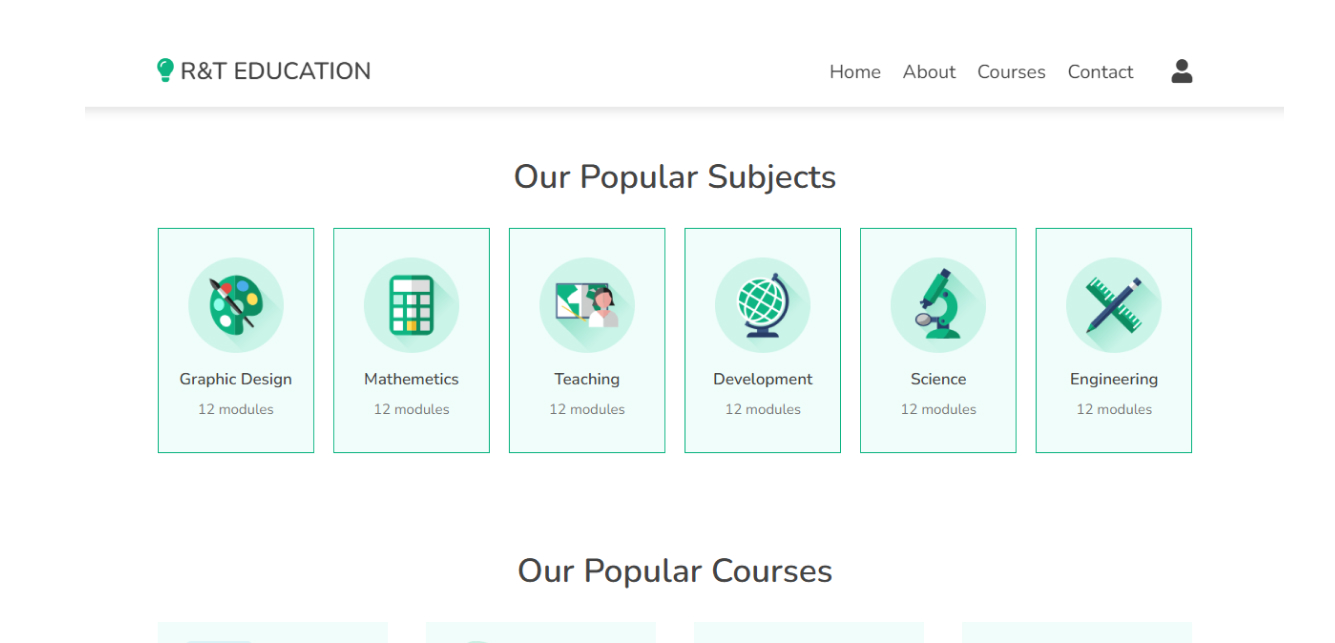 R&T EDUCATION
Home About Courses Contact
Our Popular Subjects
Graphic Design
12 modules
Mathemetics
12 modules
Teaching
12 modules
Development
12 modules
Science
12 modules
Engineering
12 modules
Our Popular Courses